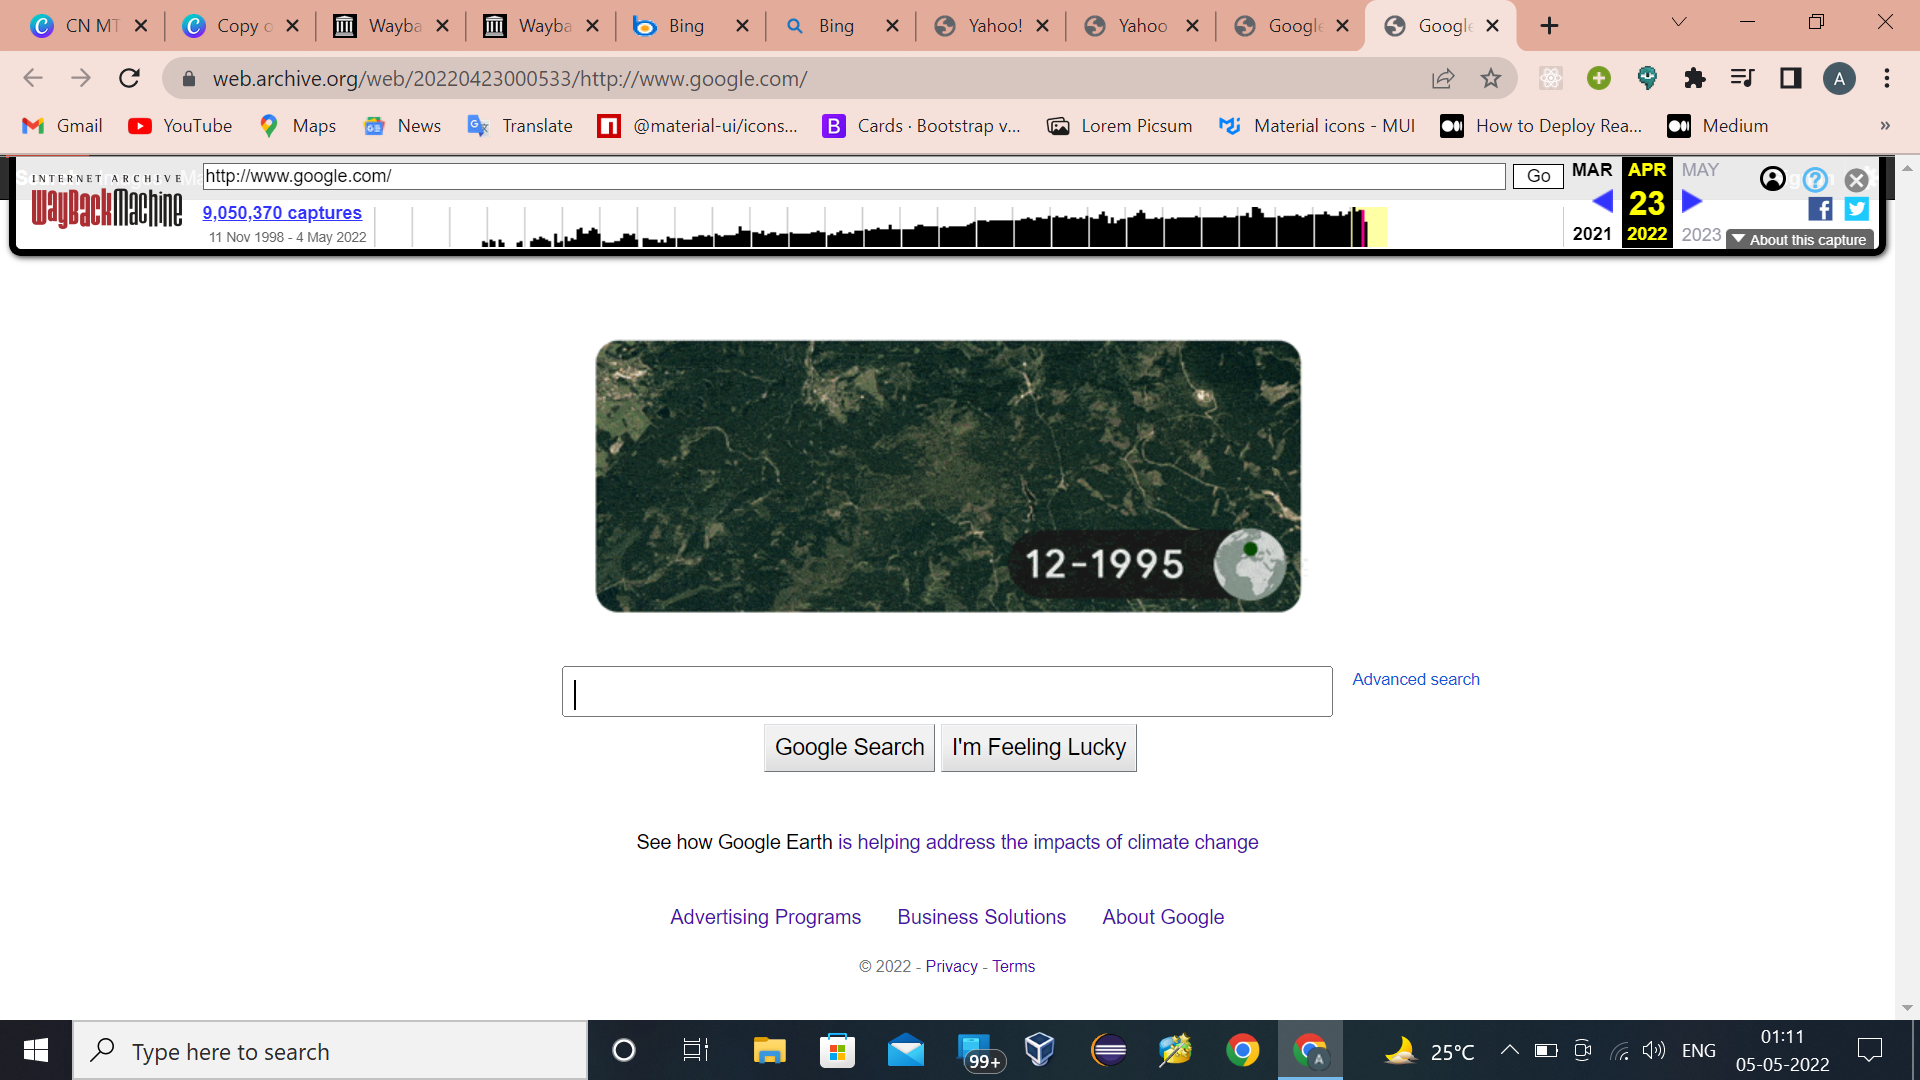 CN MT
Copy o
Wayba
Wayba
Bing
Bing
Yahoo!
Yahoo
Google
Google
web.archive.org/web/20220423000533/http://www.google.com/
A
Gmail
YouTube
Maps
News
Translate
@material-ui/icons...
Cards · Bootstrap v...
Lorem Picsum
Material icons - MUI
How to Deploy Rea...
Medium
»
INTERNET ARCHIVE
WayBackMachine
http://www.google.com/
Go
9,050,370 captures
11 Nov 1998 - 4 May 2022
MAR
APR
MAY
23
2021
2022
2023
About this capture
12-1995
Advanced search
Google Search
I'm Feeling Lucky
See how Google Earth is helping address the impacts of climate change
Advertising Programs
Business Solutions
About Google
© 2022 - Privacy - Terms
Type here to search
99+
A
25°C
ENG
01:11
05-05-2022